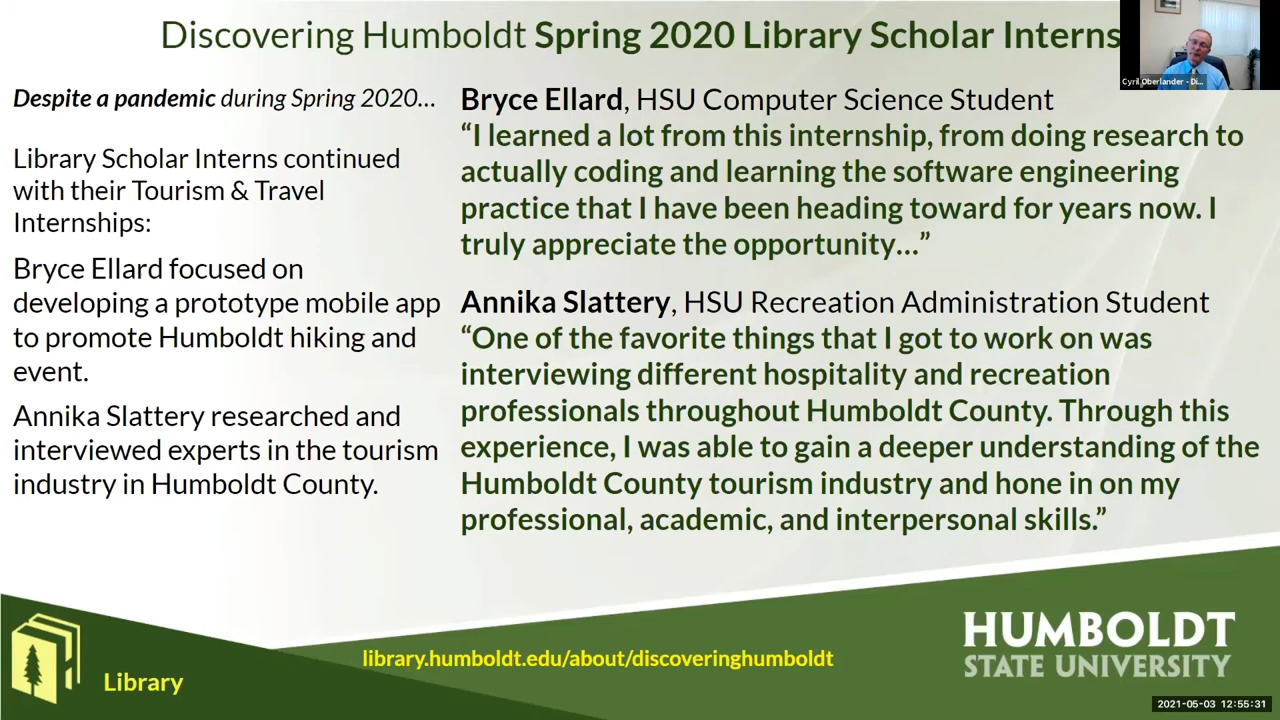 Discovering Humboldt Spring 2020 Library Scholar Interns
Cyril Oberlander - Di...
Despite a pandemic during Spring 2020...
Library Scholar Interns continued
with their Tourism & Travel
Internships:
Bryce Ellard focused on
developing a prototype mobile app
to promote Humboldt hiking and
event.
Annika Slattery researched and
interviewed experts in the tourism
industry in Humboldt County.
Bryce Ellard, HSU Computer Science Student
“I learned a lot from this internship, from doing research to
actually coding and learning the software engineering
practice that I have been heading toward for years now. I
truly appreciate the opportunity...”
Annika Slattery, HSU Recreation Administration Student
“One of the favorite things that I got to work on was
interviewing different hospitality and recreation
professionals throughout Humboldt County. Through this
experience, I was able to gain a deeper understanding of the
Humboldt County tourism industry and hone in on my
professional, academic, and interpersonal skills.”
Library
library.humboldt.edu/about/discoveringhumboldt
HUMBOLDT
STATE UNIVERSITY
2021-05-03 12:55:31